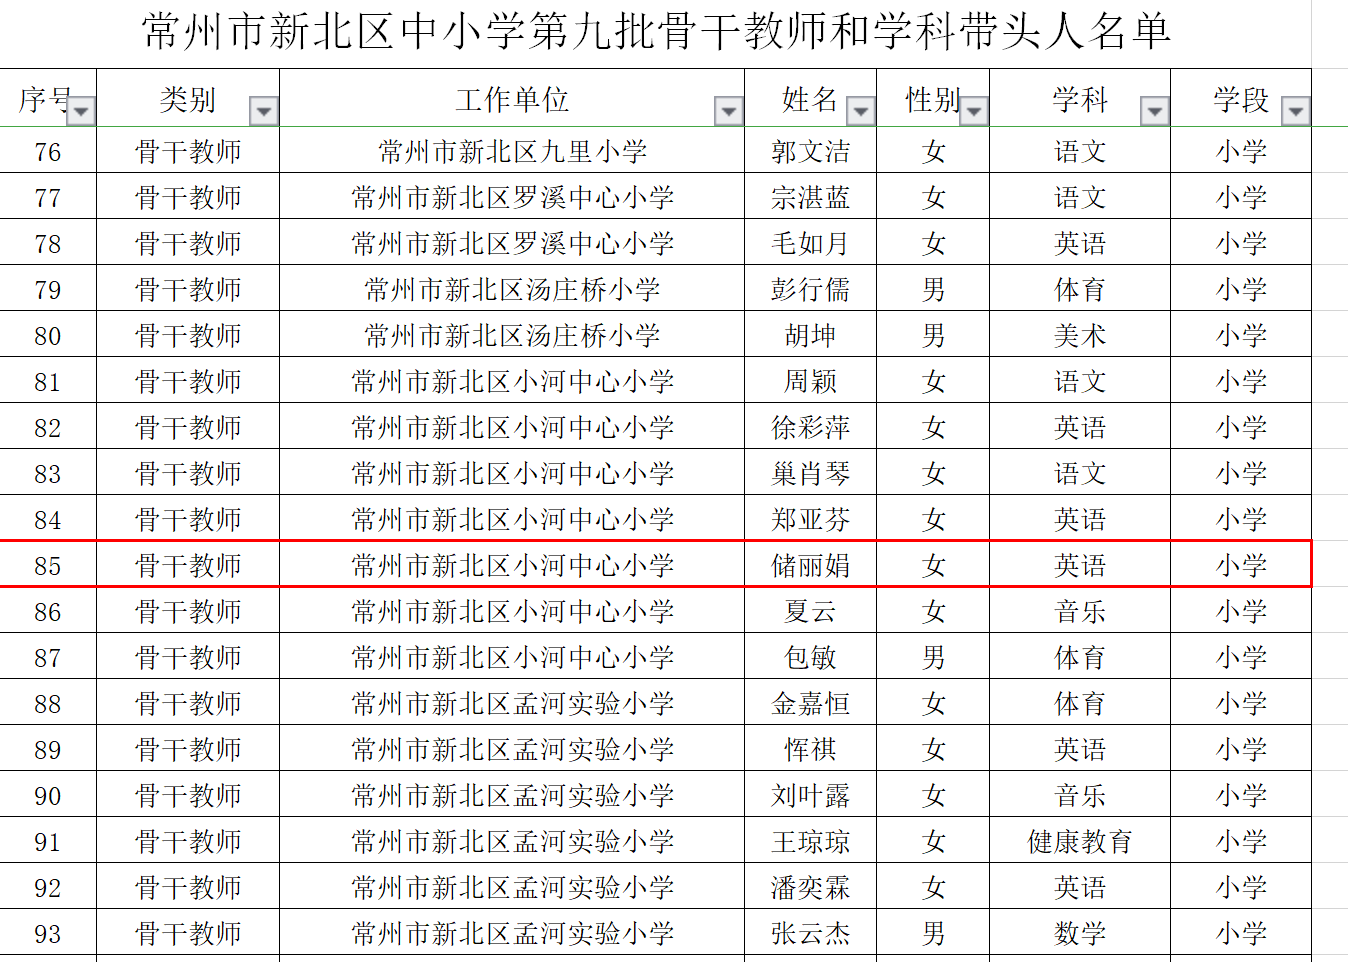 常州市新北区中小学第九批骨干教师和学科带头人名单
序号 类别 工作单位 姓名 性别 学科 学段
76 骨干教师 常州市新北区九里小学 郭文洁 女 语文 小学
77 骨干教师 常州市新北区罗溪中心小学 宗湛蓝 女 语文 小学
78 骨干教师 常州市新北区罗溪中心小学 毛如月 女 英语 小学
79 骨干教师 常州市新北区汤庄桥小学 彭行儒 男 体育 小学
80 骨干教师 常州市新北区汤庄桥小学 胡坤 男 美术 小学
81 骨干教师 常州市新北区小河中心小学 周颖 女 语文 小学
82 骨干教师 常州市新北区小河中心小学 徐彩萍 女 英语 小学
83 骨干教师 常州市新北区小河中心小学 巢肖琴 女 语文 小学
84 骨干教师 常州市新北区小河中心小学 郑亚芬 女 英语 小学
85 骨干教师 常州市新北区小河中心小学 储丽娟 女 英语 小学
86 骨干教师 常州市新北区小河中心小学 夏云 女 音乐 小学
87 骨干教师 常州市新北区小河中心小学 包敏 男 体育 小学
88 骨干教师 常州市新北区孟河实验小学 金嘉恒 女 体育 小学
89 骨干教师 常州市新北区孟河实验小学 恽祺 女 英语 小学
90 骨干教师 常州市新北区孟河实验小学 刘叶露 女 音乐 小学
91 骨干教师 常州市新北区孟河实验小学 王琼琼 女 健康教育 小学
92 骨干教师 常州市新北区孟河实验小学 潘奕霖 女 英语 小学
93 骨干教师 常州市新北区孟河实验小学 张云杰 男 数学 小学